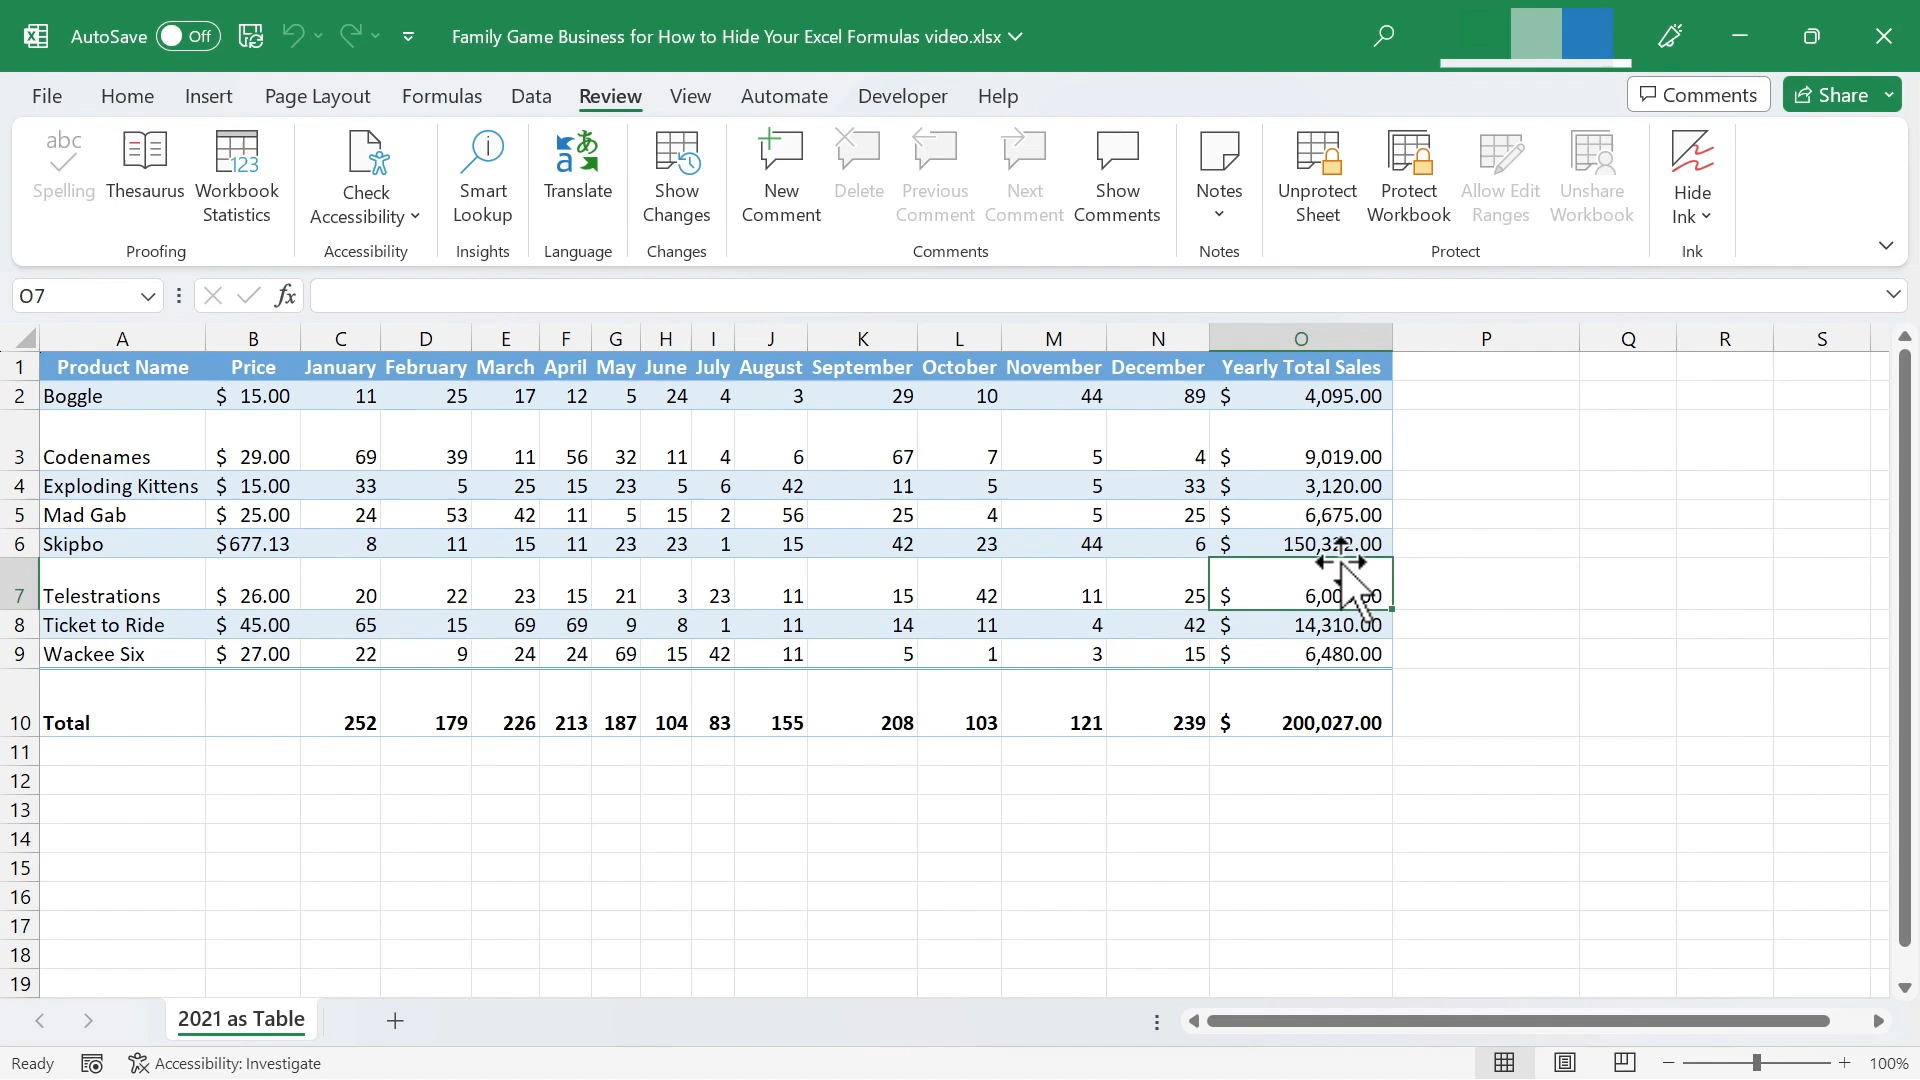 AutoSave Off Family Game Business for How to Hide Your Excel Formulas video.xlsx
File Home Insert Page Layout Formulas Data Review View Automate Developer Help Comments Share
abc
123
Spelling Thesaurus Workbook Statistics Check Accessibility Smart Lookup Translate Show Changes New Comment Delete Previous Comment Next Comment Show Comments Notes Unprotect Sheet Protect Workbook Allow Edit Ranges Unshare Workbook Hide Ink
Proofing Accessibility Insights Language Changes Comments Notes Protect Ink
O7 fx
A B C D E F G H I J K L M N O P Q R S
1 Product Name Price January February March April May June July August September October November December Yearly Total Sales
2 Boggle $ 15.00 11 25 17 12 5 24 4 3 29 10 44 89 $ 4,095.00
3 Codenames $ 29.00 69 39 11 56 32 11 4 6 67 7 5 4 $ 9,019.00
4 Exploding Kittens $ 15.00 33 5 25 15 23 5 6 42 11 5 5 33 $ 3,120.00
5 Mad Gab $ 25.00 24 53 42 11 5 15 2 56 25 4 5 25 $ 6,675.00
6 Skipbo $677.13 8 11 15 11 23 23 1 15 42 23 44 6 $
7 Telestrations $ 26.00 20 22 23 15 21 3 23 11 15 42 11 25 $
8 Ticket to Ride $ 45.00 65 15 69 69 9 8 1 11 14 11 4 42 $ 14,310.00
9 Wackee Six $ 27.00 22 9 24 24 69 15 42 11 5 1 3 15 $ 6,480.00
10 Total 252 179 226 213 187 104 83 155 208 103 121 239 $ 200,027.00
11
12
13
14
15
16
17
18
19
2021 as Table
Ready Accessibility: Investigate 100%